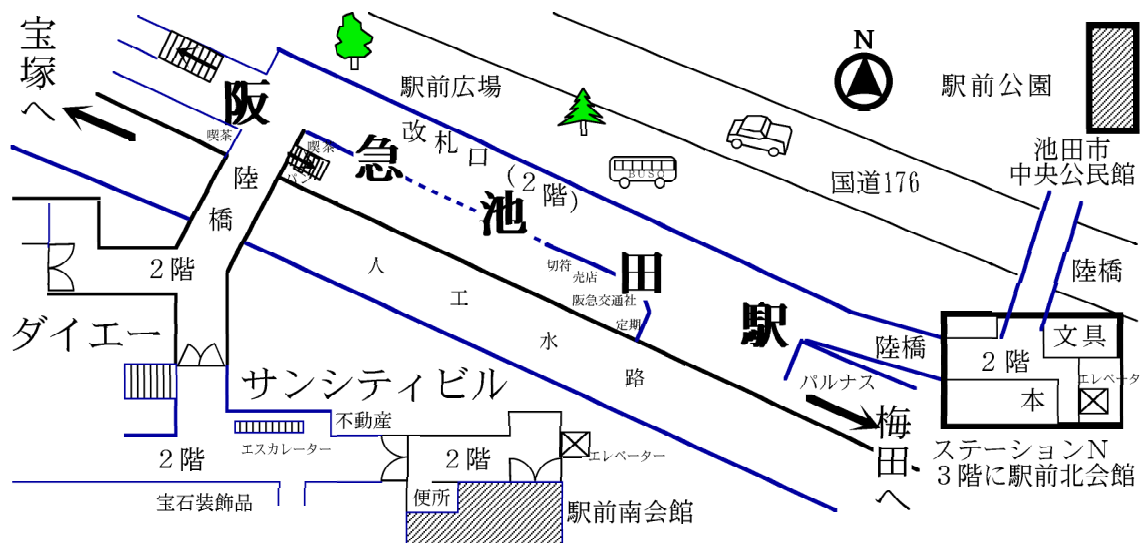 宝塚へ
阪急池田駅
駅前広場
N
駅前公園
池田市
中央公民館
喫茶
喫茶
パン
改札口
(2階)
国道176
BUSO
陸橋
陸橋
2階
切符
売店
阪急交通社
定期
人工水路
ダイエー
陸橋
2階
文具
エレベータ
本
パルナス
梅田へ
サンシティビル
不動産
エスカレーター
2階
2階
エレベーター
ステーションN
3階に駅前北会館
宝石装飾品
便所
駅前南会館